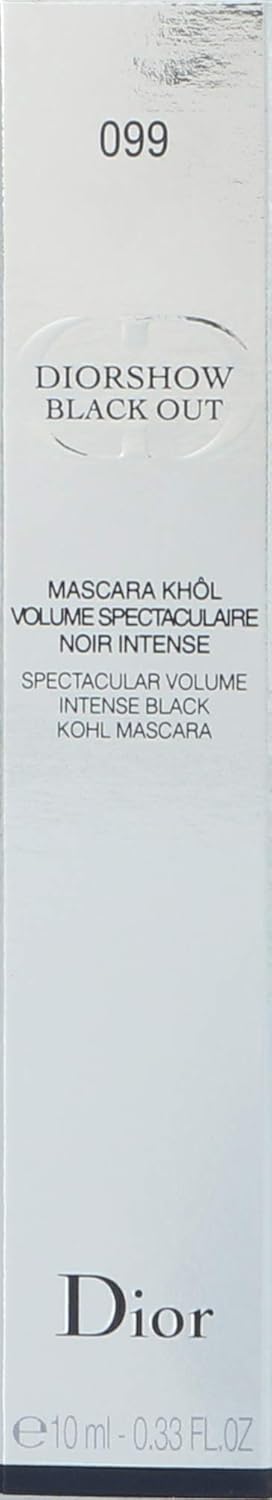 099
DIORSHOW
BLACK OUT
MASCARA KHÔL
VOLUME SPECTACULAIRE
NOIR INTENSE
SPECTACULAR VOLUME
INTENSE BLACK
KOHL MASCARA
Dior
℮10 ml - 0.33 FL.OZ